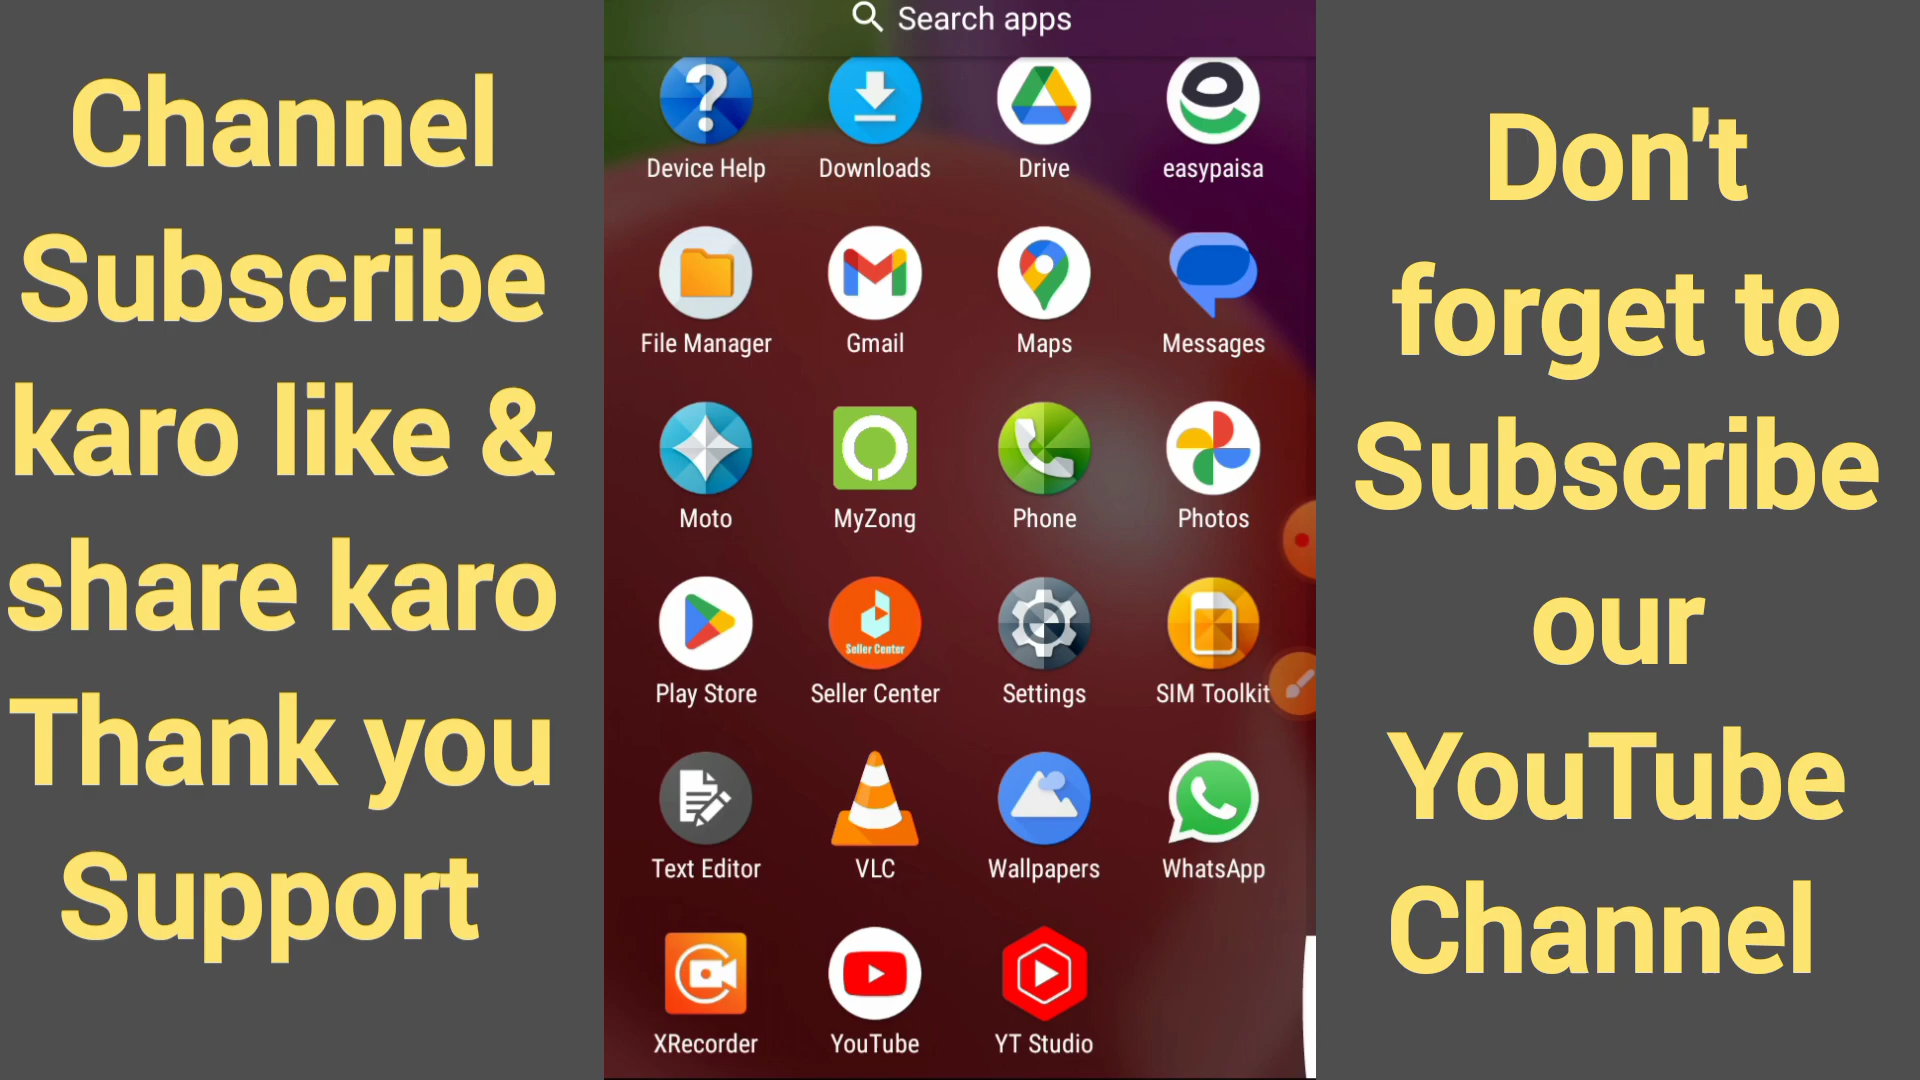 Channel
Subscribe
karo like &
share karo
Thank you
Support
Search apps
Device Help
Downloads
Drive
easypaisa
File Manager
Gmail
Maps
Messages
Moto
MyZong
Phone
Photos
Seller Center
Play Store
Seller Center
Settings
SIM Toolkit
Text Editor
VLC
Wallpapers
WhatsApp
XRecorder
YouTube
YT Studio
Don't
forget to
Subscribe
our
YouTube
Channel